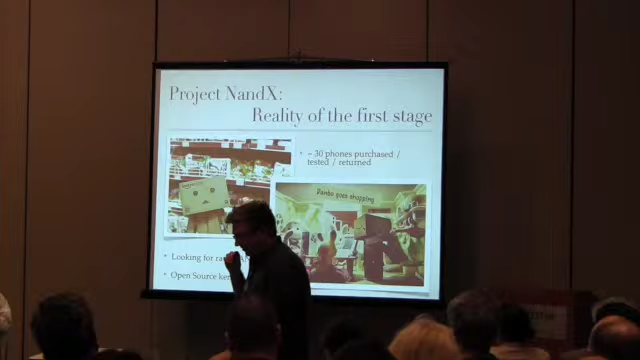 Project NandX:
Reality of the first stage
~ 30 phones purchased /
tested / returned
Danbo goes shopping
Looking for
Open Source